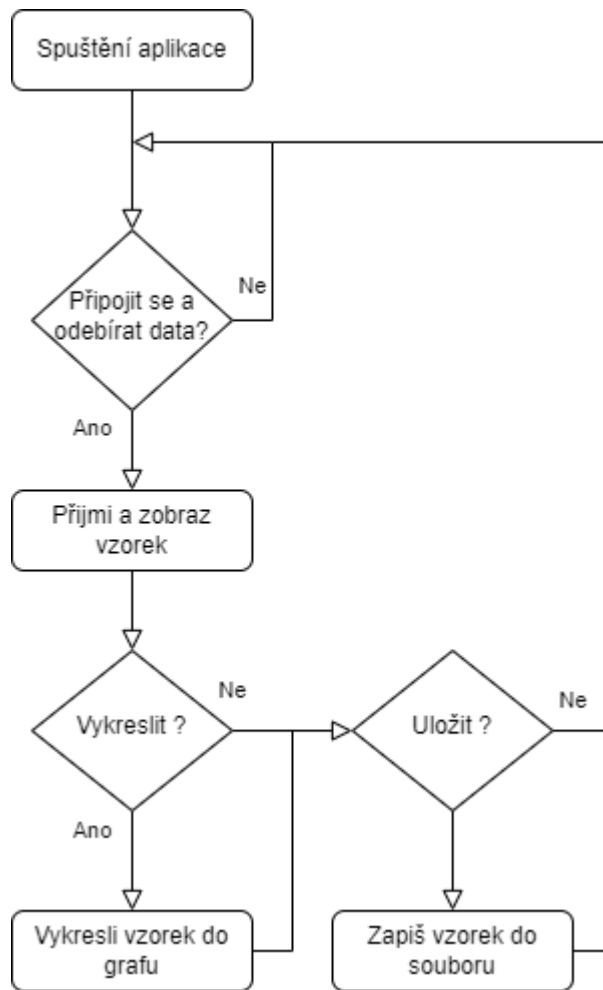 Spuštění aplikace
Připojit se a
odebírat data?
Ne
Ano
Přijmi a zobraz
vzorek
Vykreslit ?
Ne
Uložit ?
Ne
Ano
Vykresli vzorek do
grafu
Zapiš vzorek do
souboru